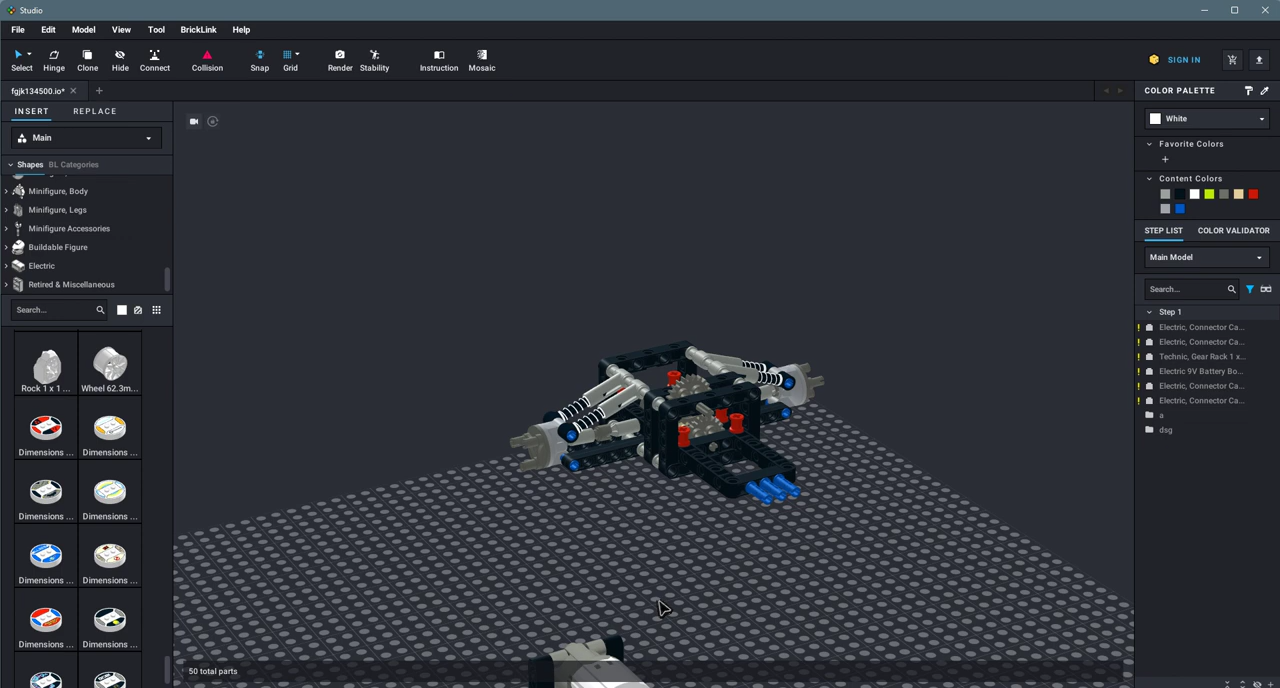 Studio
File Edit Model View Tool BrickLink Help
Select Hinge Clone Hide Connect Collision Snap Grid Render Stability Instruction Mosaic
SIGN IN
fgjk134500.io*
INSERT REPLACE
Main
Shapes BL Categories
Minifigure, Body
Minifigure, Legs
Minifigure Accessories
Buildable Figure
Electric
Retired & Miscellaneous
Search...
Rock 1 x 1 ... Wheel 62.3m...
Dimensions ... Dimensions ...
Dimensions ... Dimensions ...
Dimensions ... Dimensions ...
Dimensions ... Dimensions ...
50 total parts
COLOR PALETTE
White
Favorite Colors
Content Colors
STEP LIST COLOR VALIDATOR
Main Model
Search...
Step 1
Electric, Connector Ca...
Electric, Connector Ca...
Technic, Gear Rack 1 x...
Electric 9V Battery Bo...
Electric, Connector Ca...
Electric, Connector Ca...
a
dsg